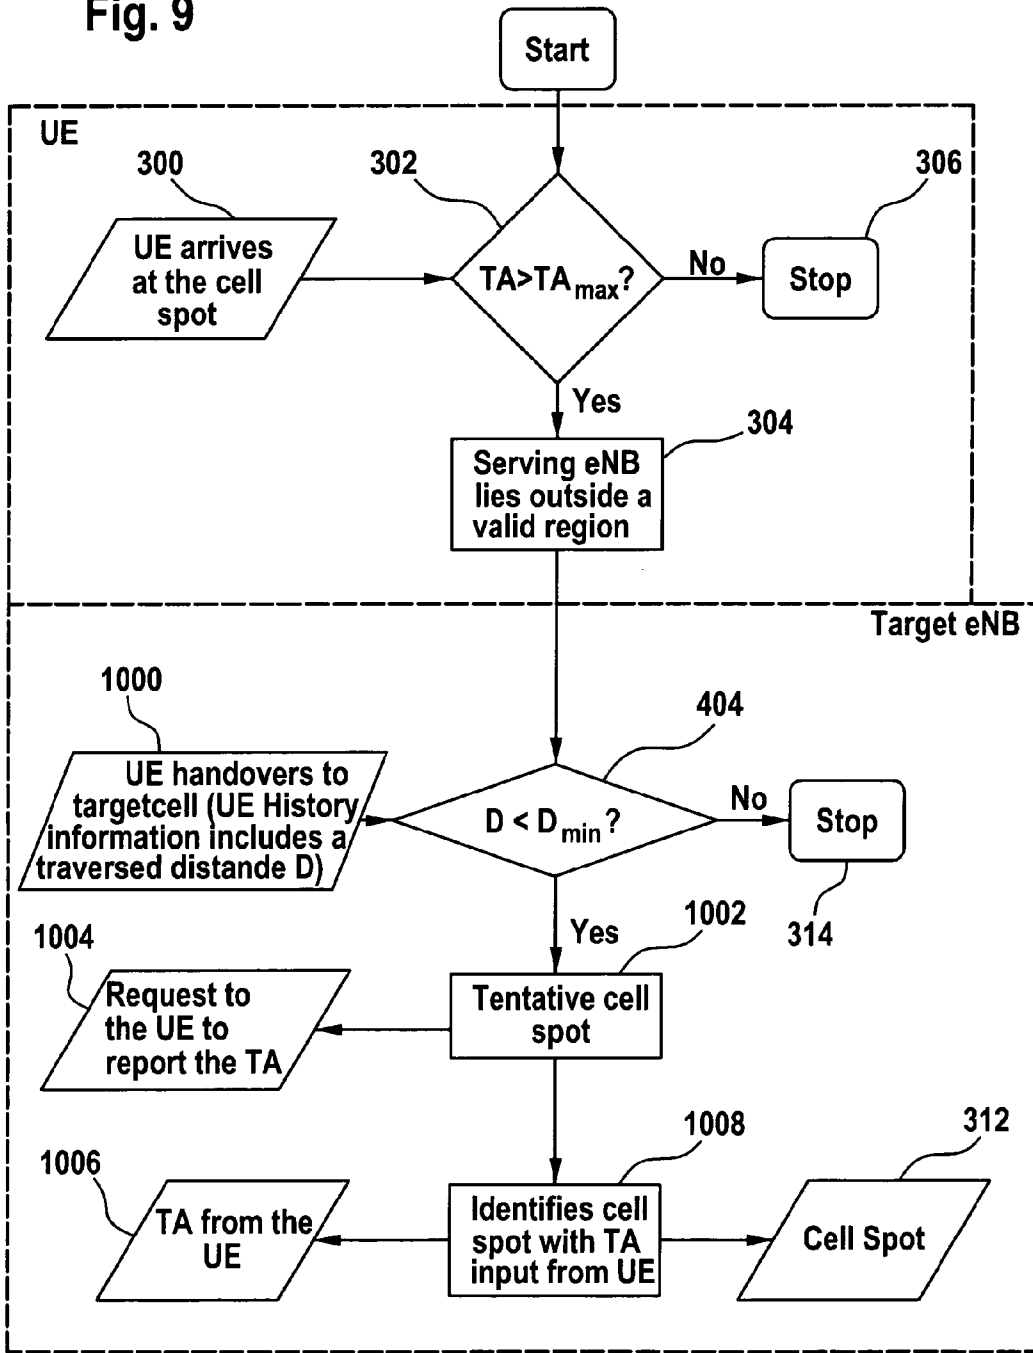 Fig. 9
Start
UE
300
302
306
UE arrives
at the cell
spot
TA>TAmax?
No
Stop
Yes
304
Serving eNB
lies outside a
valid region
Target eNB
1000
404
UE handovers to
targetcell (UE History
information includes a
traversed distande D)
D < Dmin?
No
Stop
314
Yes
1002
1004
Tentative cell
spot
Request to
the UE to
report the TA
1008
312
1006
Identifies cell
spot with TA
input from UE
TA from the
UE
Cell Spot